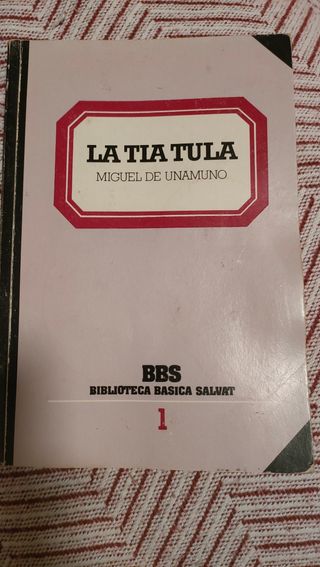 LA TIA TULA
MIGUEL DE UNAMUNO
BBS
BIBLIOTECA BASICA SALVAT
1